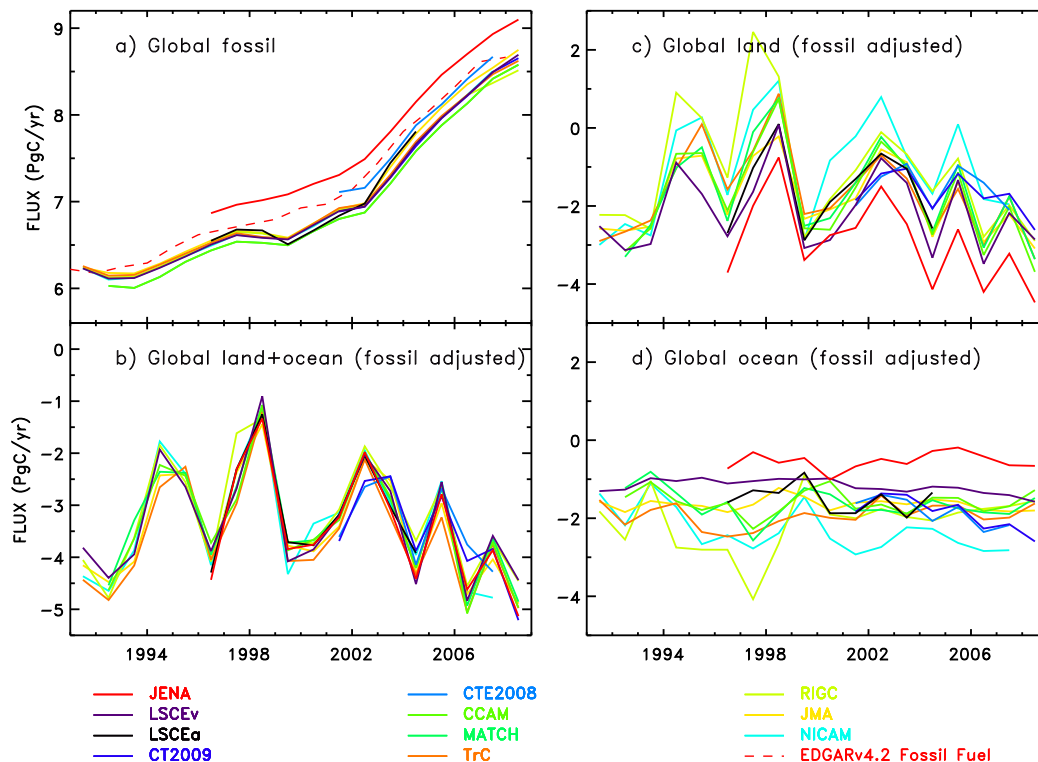 a) Global fossil
9
8
7
6
FLUX (PgC/yr)
c) Global land (fossil adjusted)
2
0
-2
-4
b) Global land+ocean (fossil adjusted)
0
-1
-2
-3
-4
-5
FLUX (PgC/yr)
1994 1998 2002 2006
d) Global ocean (fossil adjusted)
2
0
-2
-4
1994 1998 2002 2006
JENA
LSCEv
LSCEa
CT2009
CTE2008
CCAM
MATCH
TrC
RIGC
JMA
NICAM
EDGARv4.2 Fossil Fuel